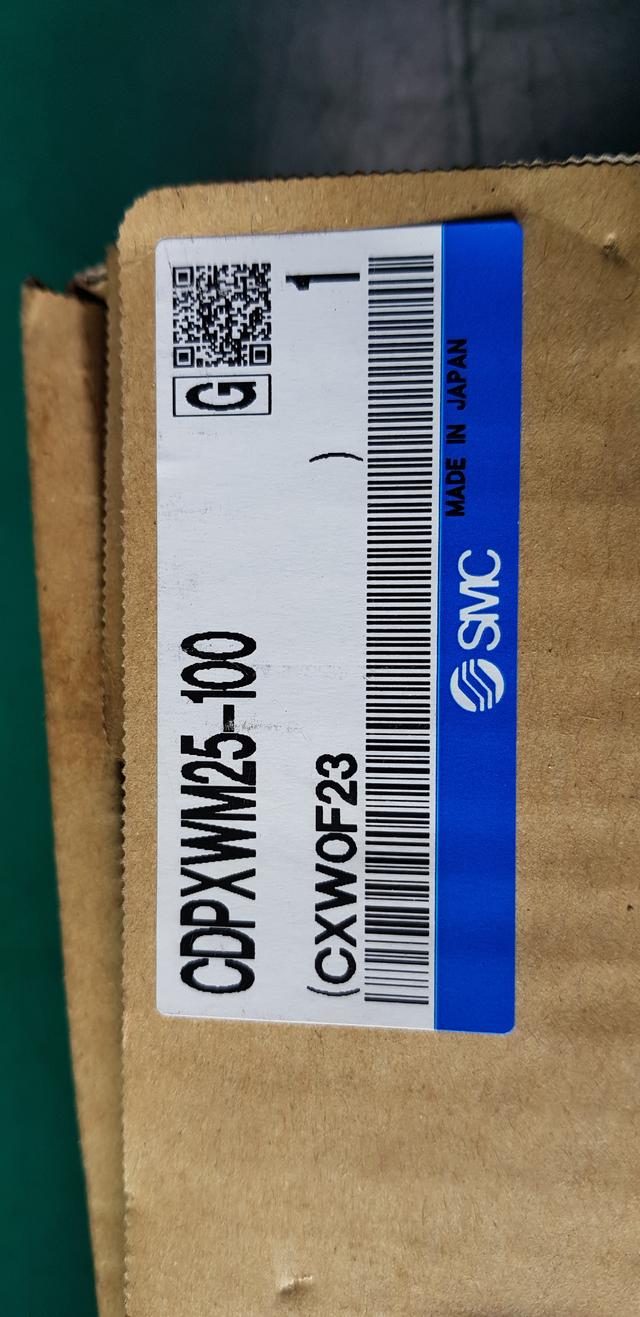 CDPXWM25-100
G
(CXW0F23 )
1
SMC
MADE IN JAPAN